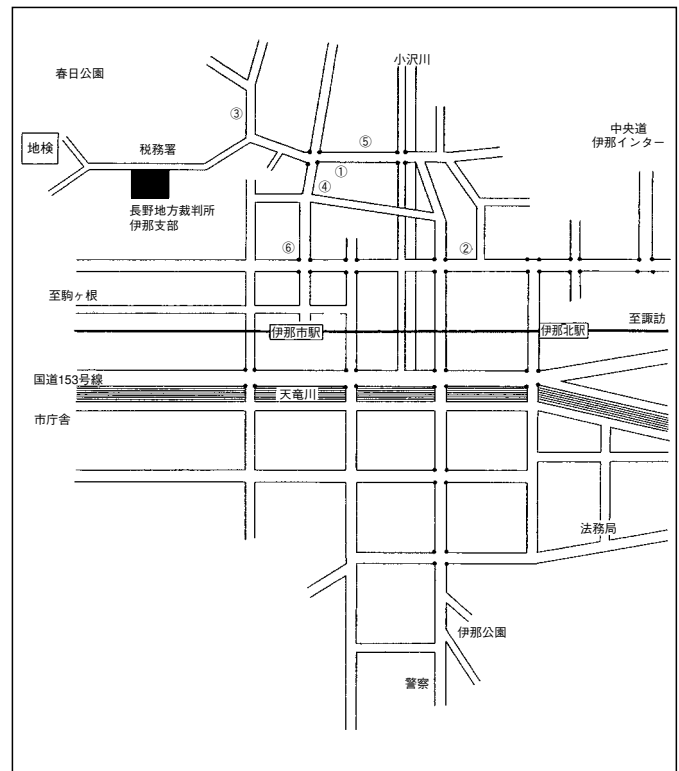 小沢川
春日公園
③
中央道
伊那インター
地検
税務署
⑤
①
④
長野地方裁判所
伊那支部
⑥
②
至駒ヶ根
至諏訪
伊那市駅
伊那北駅
国道153号線
天竜川
市庁舎
法務局
伊那公園
警察